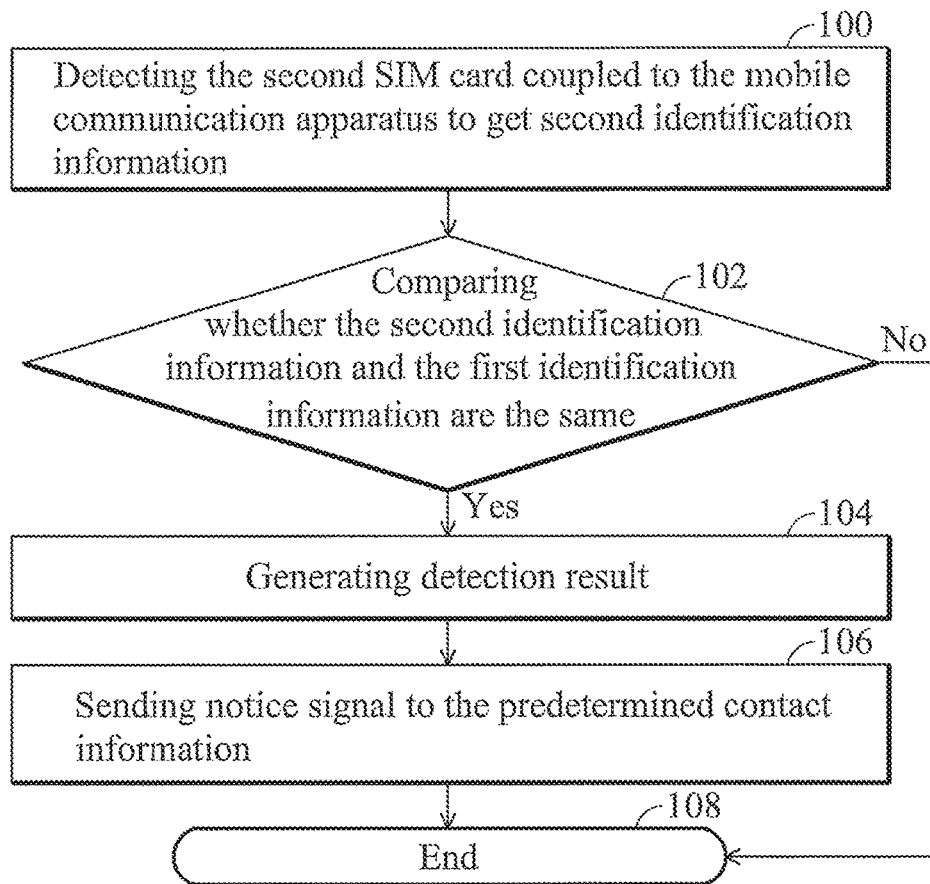 100
Detecting the second SIM card coupled to the mobile
communication apparatus to get second identification
information
102
Comparing
whether the second identification
information and the first identification
information are the same
No
Yes
104
Generating detection result
106
Sending notice signal to the predetermined contact
information
108
End